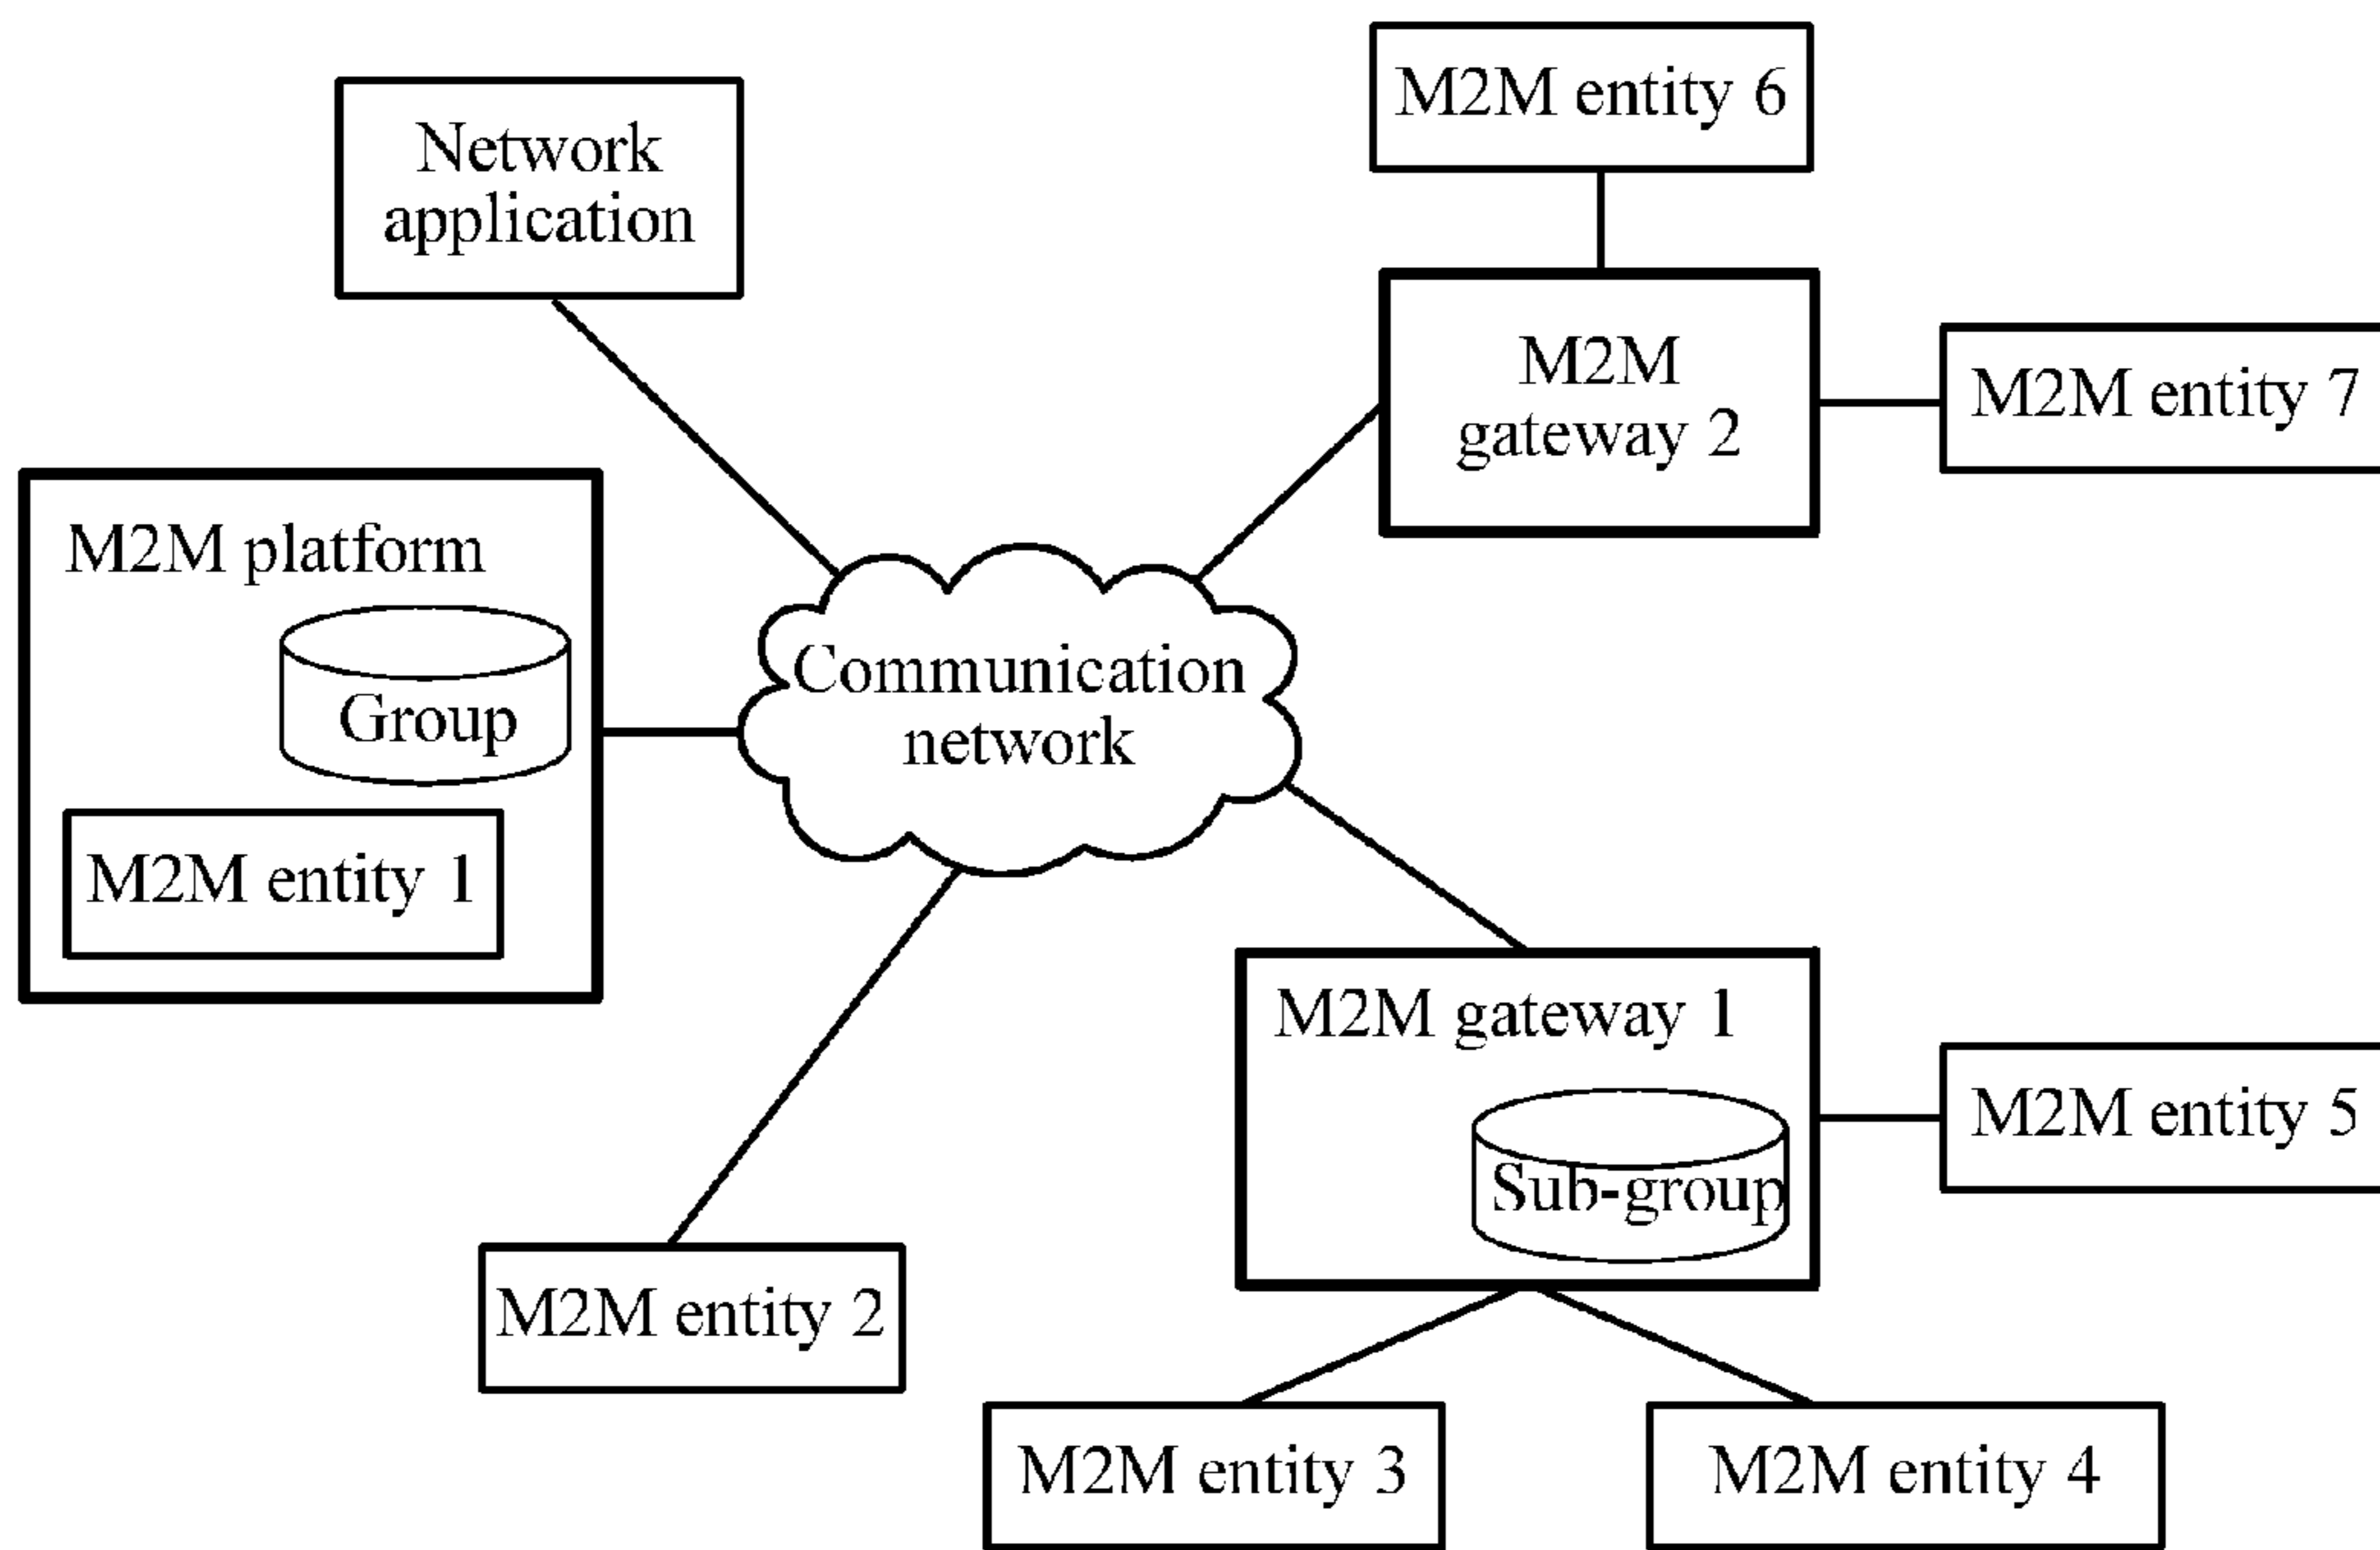 M2M entity 6
Network
application
M2M
gateway 2
M2M entity 7
M2M platform
Group
M2M entity 1
Communication
network
M2M gateway 1
Sub-group
M2M entity 5
M2M entity 2
M2M entity 3
M2M entity 4